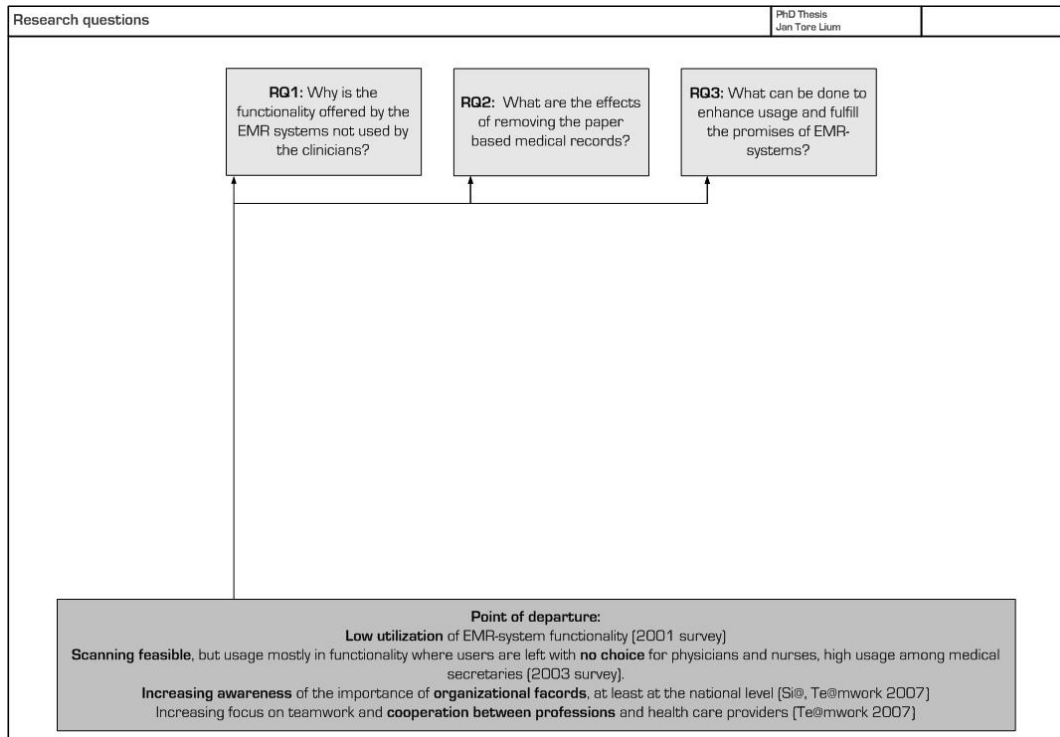 Research questions
PhD Thesis
Jan Tore Lium
RQ1: Why is the
functionality offered by the
EMR systems not used by
the clinicians?
RQ2: What are the effects
of removing the paper
based medical records?
RQ3: What can be done to
enhance usage and fulfill
the promises of EMR-
systems?
Point of departure:
Low utilization of EMR-system functionality (2001 survey)
Scanning feasible, but usage mostly in functionality where users are left with no choice for physicians and nurses, high usage among medical
secretaries (2003 survey).
Increasing awareness of the importance of organizational facords, at least at the national level (Si@, Te@mwork 2007)
Increasing focus on teamwork and cooperation between professions and health care providers (Te@mwork 2007)